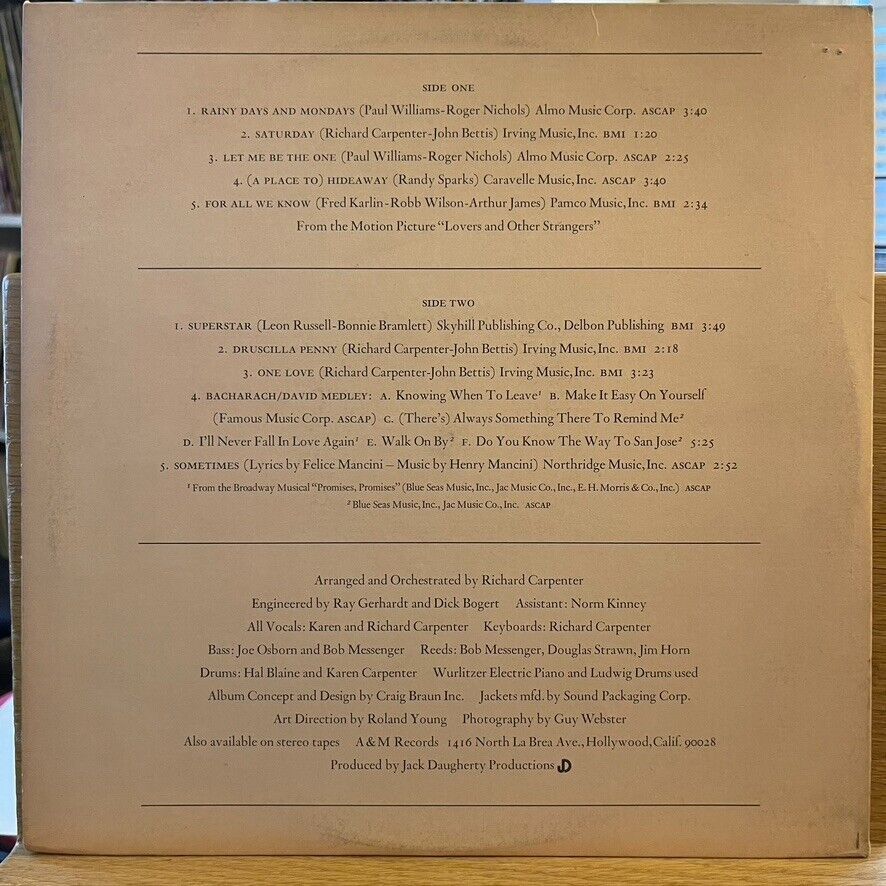 SIDE ONE
1. RAINY DAYS AND MONDAYS (Paul Williams-Roger Nichols) Almo Music Corp. ASCAP 3:40
2. SATURDAY (Richard Carpenter-John Bettis) Irving Music, Inc. BMI 1:20
3. LET ME BE THE ONE (Paul Williams-Roger Nichols) Almo Music Corp. ASCAP 2:25
4. (A PLACE TO) HIDEAWAY (Randy Sparks) Caravelle Music, Inc. ASCAP 3:40
5. FOR ALL WE KNOW (Fred Karlin-Robb Wilson-Arthur James) Pamco Music, Inc. BMI 2:34
From the Motion Picture “Lovers and Other Strangers”
SIDE TWO
1. SUPERSTAR (Leon Russell-Bonnie Bramlett) Skyhill Publishing Co., Delbon Publishing BMI 3:49
2. DRUSCILLA PENNY (Richard Carpenter-John Bettis) Irving Music, Inc. BMI 2:18
3. ONE LOVE (Richard Carpenter-John Bettis) Irving Music, Inc. BMI 3:23
4. BACHARACH/DAVID MEDLEY: A. Knowing When To Leave¹ B. Make It Easy On Yourself
(Famous Music Corp. ASCAP) C. (There's) Always Something There To Remind Me²
D. I'll Never Fall In Love Again¹ E. Walk On By² F. Do You Know The Way To San Jose² 5:25
5. SOMETIMES (Lyrics by Felice Mancini – Music by Henry Mancini) Northridge Music, Inc. ASCAP 2:52
¹ From the Broadway Musical “Promises, Promises” (Blue Seas Music, Inc., Jac Music Co., Inc., E. H. Morris & Co., Inc.) ASCAP
² Blue Seas Music, Inc., Jac Music Co., Inc. ASCAP
Arranged and Orchestrated by Richard Carpenter
Engineered by Ray Gerhardt and Dick Bogert Assistant: Norm Kinney
All Vocals: Karen and Richard Carpenter Keyboards: Richard Carpenter
Bass: Joe Osborn and Bob Messenger Reeds: Bob Messenger, Douglas Strawn, Jim Horn
Drums: Hal Blaine and Karen Carpenter Wurlitzer Electric Piano and Ludwig Drums used
Album Concept and Design by Craig Braun Inc. Jackets mfd. by Sound Packaging Corp.
Art Direction by Roland Young Photography by Guy Webster
Also available on stereo tapes A & M Records 1416 North La Brea Ave., Hollywood, Calif. 90028
Produced by Jack Daugherty Productions JD